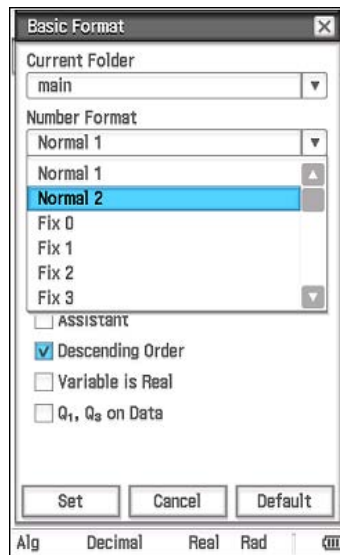 Basic Format
Current Folder
main
Number Format
Normal 1
Normal 1
Normal 2
Fix 0
Fix 1
Fix 2
Fix 3
Assistant
Descending Order
Variable is Real
Q₁, Q₃ on Data
Set Cancel Default
Alg Decimal Real Rad